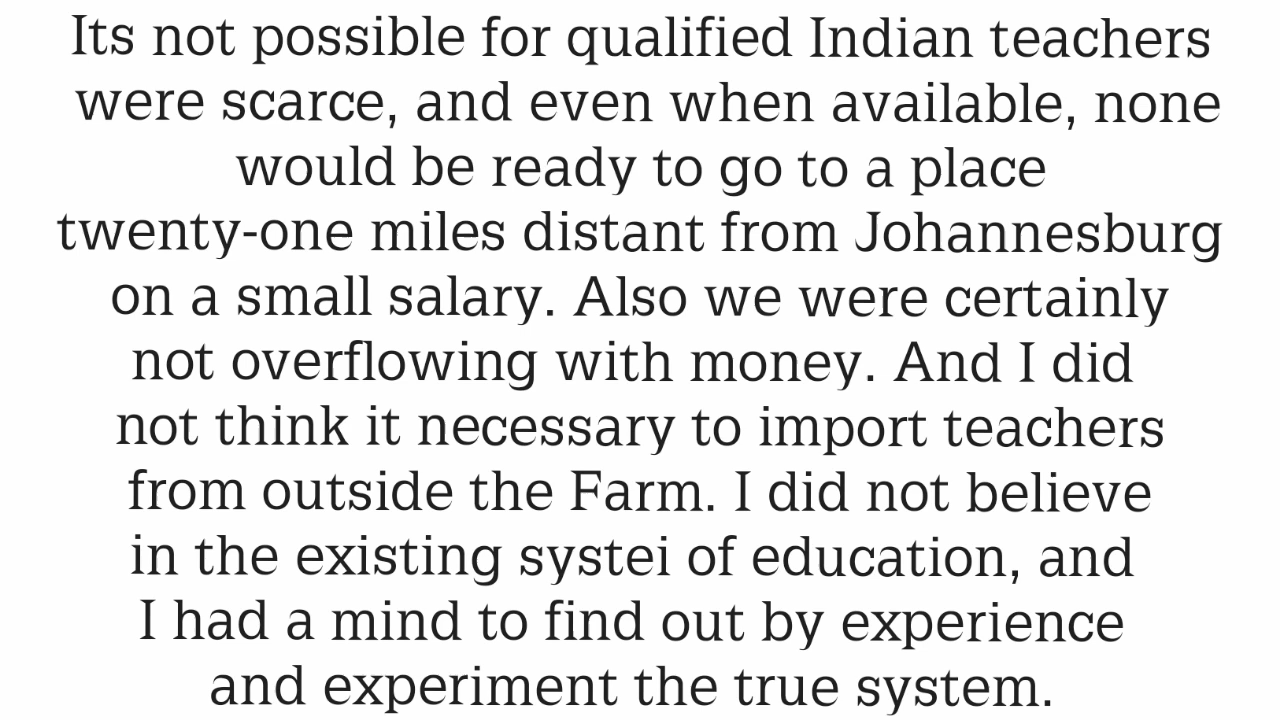 Its not possible for qualified Indian teachers
were scarce, and even when available, none
would be ready to go to a place
twenty-one miles distant from Johannesburg
on a small salary. Also we were certainly
not overflowing with money. And I did
not think it necessary to import teachers
from outside the Farm. I did not believe
in the existing systei of education, and
I had a mind to find out by experience
and experiment the true system.